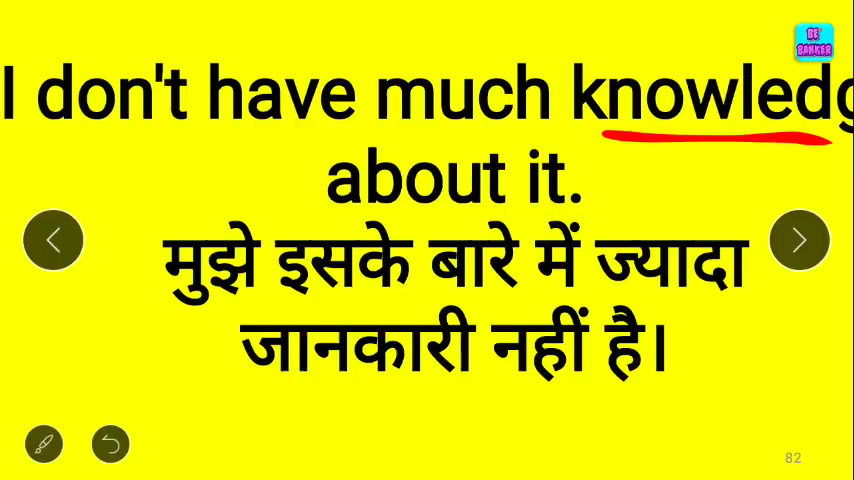 BE
BANKER
I don't have much knowledg
about it.
मुझे इसके बारे में ज्यादा
जानकारी नहीं है।
82